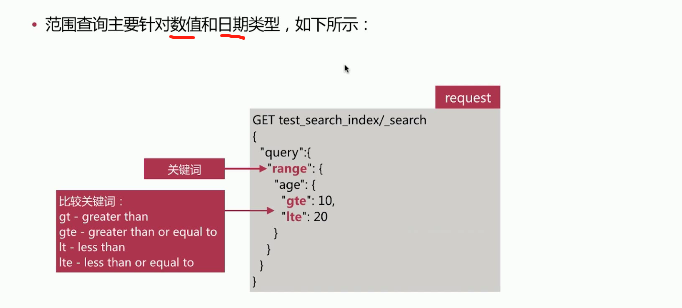 • 范围查询主要针对数值和日期类型，如下所示：
request
GET test_search_index/_search
{
"query":{
关键词
"range": {
"age": {
比较关键词：
gt - greater than
gte - greater than or equal to
lt - less than
lte - less than or equal to
"gte": 10,
"lte": 20
}
}
}
}